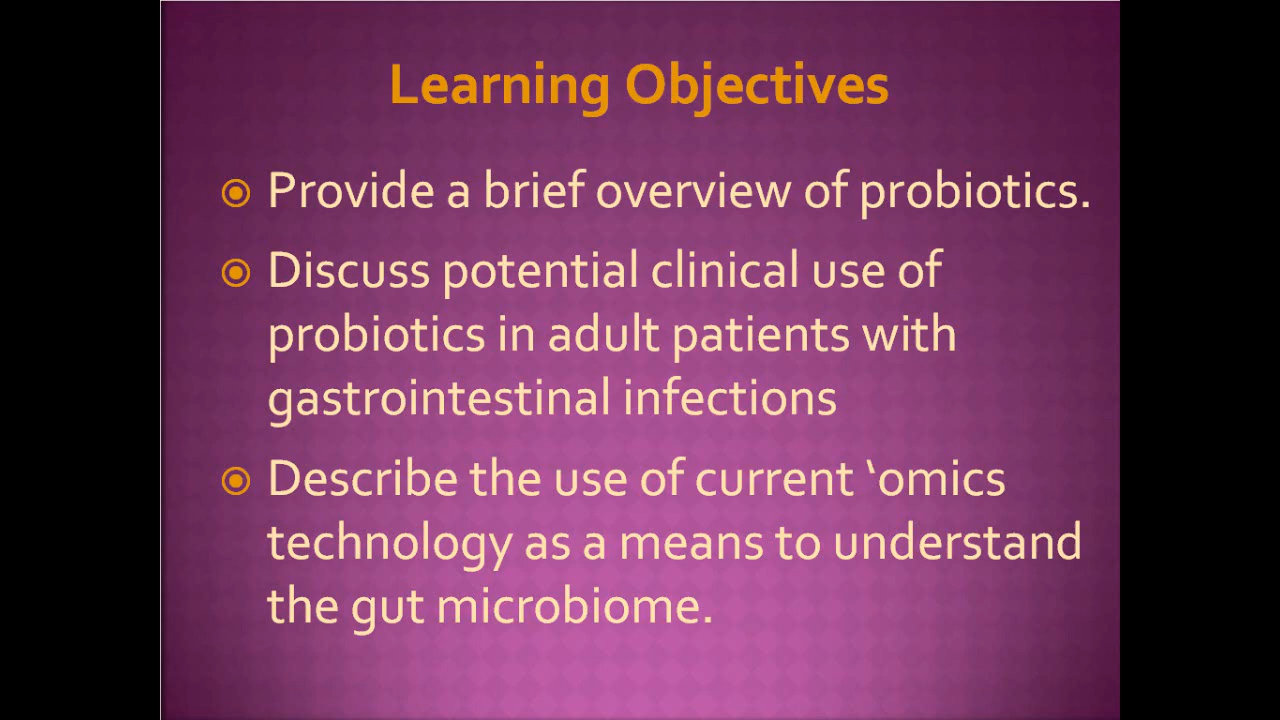 Learning Objectives
Provide a brief overview of probiotics.
Discuss potential clinical use of
probiotics in adult patients with
gastrointestinal infections
Describe the use of current ‘omics
technology as a means to understand
the gut microbiome.